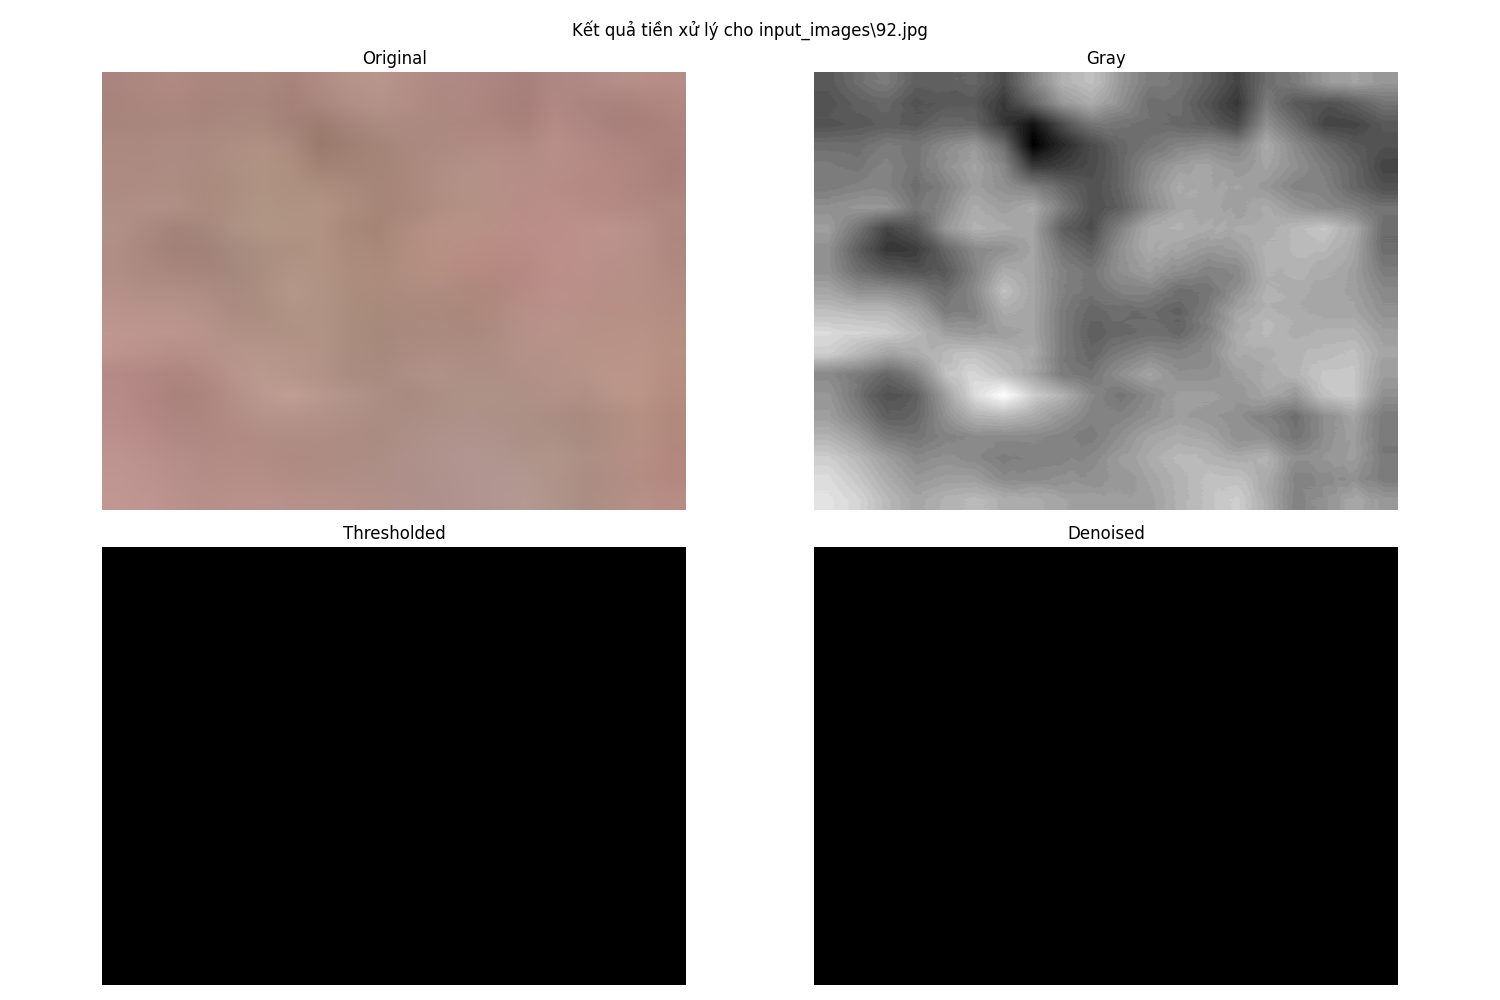 Kết quả tiền xử lý cho input_images\92.jpg
Original
Gray
Thresholded
Denoised